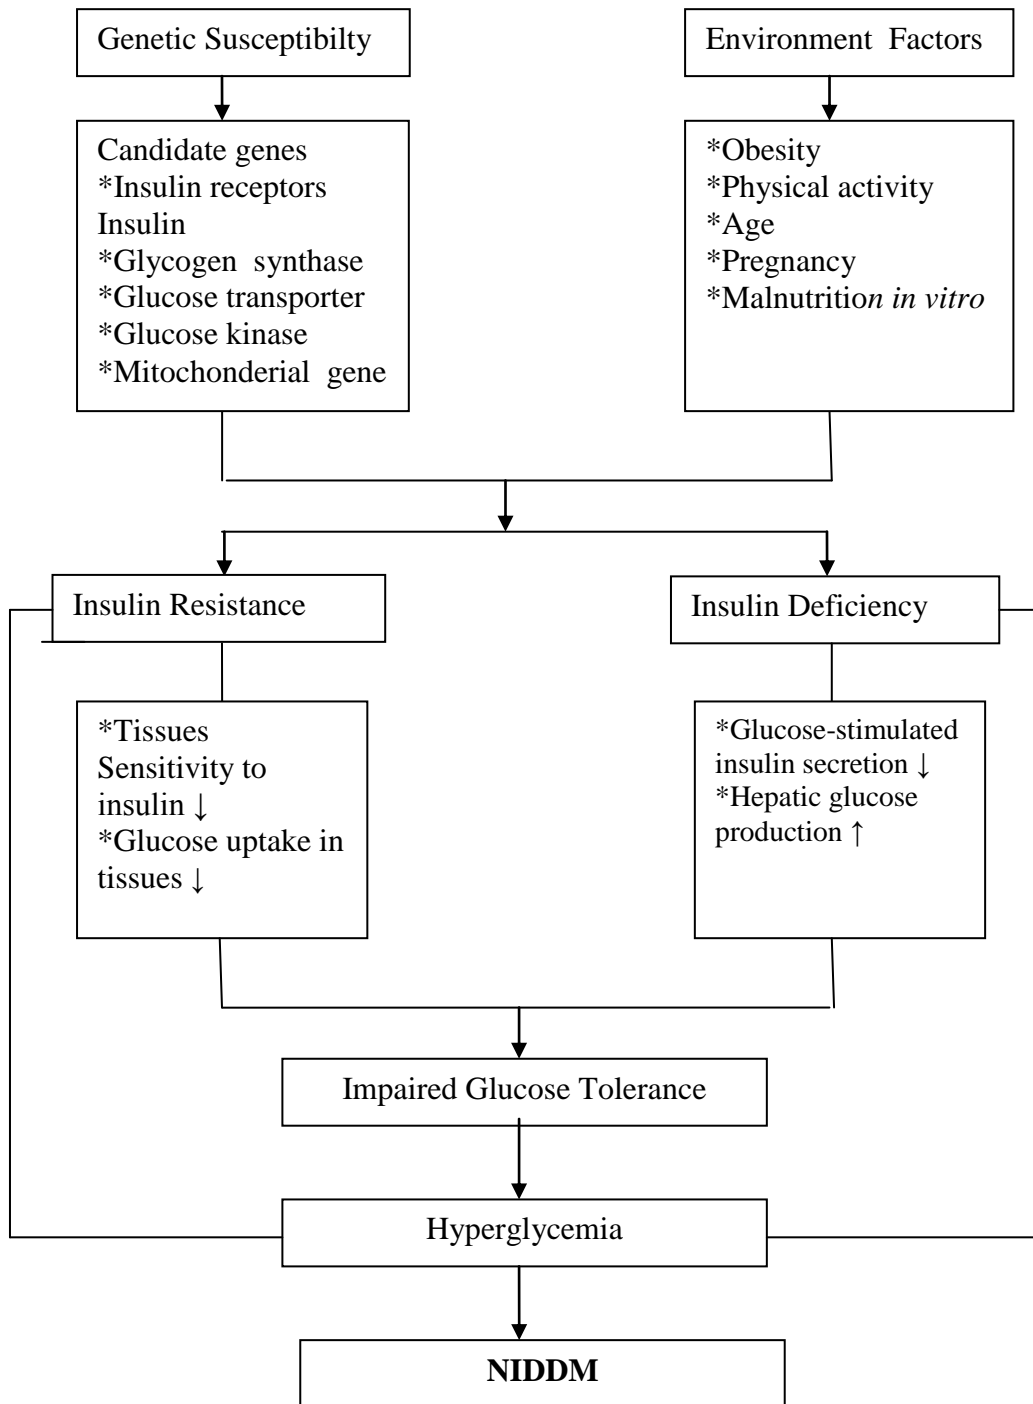 Genetic Susceptibilty
Environment Factors
Candidate genes
*Insulin receptors
Insulin
*Glycogen synthase
*Glucose transporter
*Glucose kinase
*Mitochonderial gene
*Obesity
*Physical activity
*Age
*Pregnancy
*Malnutrition in vitro
Insulin Resistance
Insulin Deficiency
*Tissues
Sensitivity to
insulin ↓
*Glucose uptake in
tissues ↓
*Glucose-stimulated
insulin secretion ↓
*Hepatic glucose
production ↑
Impaired Glucose Tolerance
Hyperglycemia
NIDDM